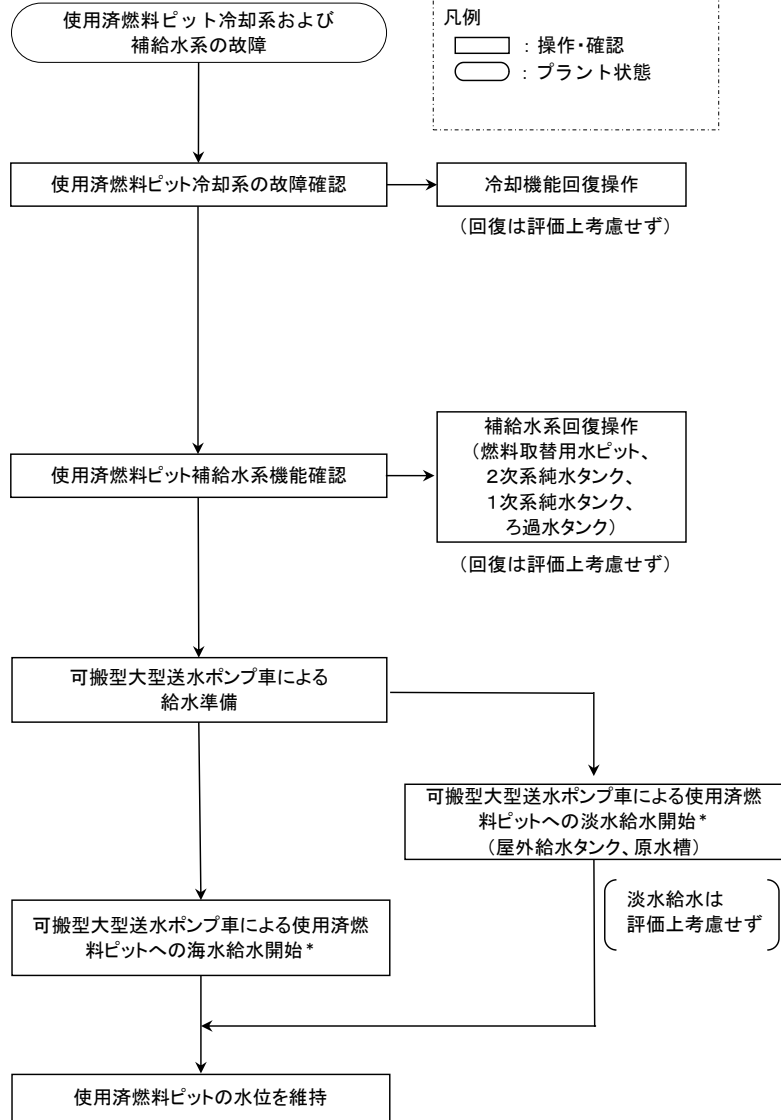 使用済燃料ピット冷却系および
補給水系の故障
凡例
：操作・確認
：プラント状態
使用済燃料ピット冷却系の故障確認
冷却機能回復操作
（回復は評価上考慮せず）
使用済燃料ピット補給水系機能確認
補給水系回復操作
（燃料取替用水ピット、
２次系純水タンク、
１次系純水タンク、
ろ過水タンク）
（回復は評価上考慮せず）
可搬型大型送水ポンプ車による
給水準備
可搬型大型送水ポンプ車による使用済燃
料ピットへの淡水給水開始*
（屋外給水タンク、原水槽）
淡水給水は
評価上考慮せず
可搬型大型送水ポンプ車による使用済燃
料ピットへの海水給水開始*
使用済燃料ピットの水位を維持